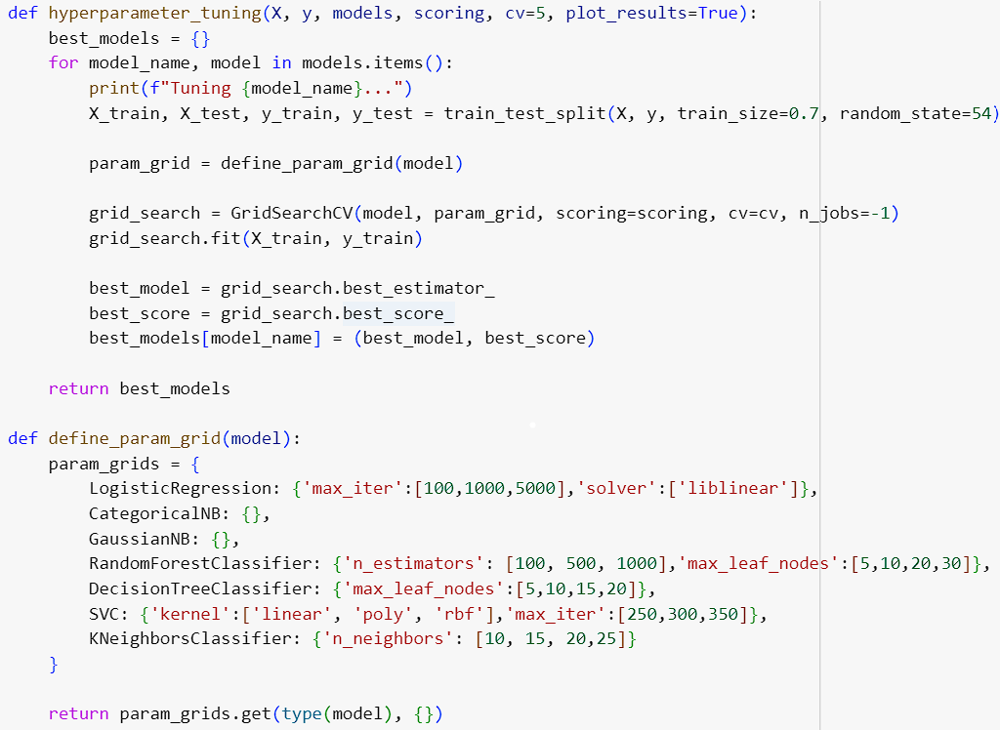 def hyperparameter_tuning(X, y, models, scoring, cv=5, plot_results=True):
    best_models = {}
    for model_name, model in models.items():
        print(f"Tuning {model_name}...")
        X_train, X_test, y_train, y_test = train_test_split(X, y, train_size=0.7, random_state=54)
        param_grid = define_param_grid(model)
        grid_search = GridSearchCV(model, param_grid, scoring=scoring, cv=cv, n_jobs=-1)
        grid_search.fit(X_train, y_train)
        best_model = grid_search.best_estimator_
        best_score = grid_search.best_score_
        best_models[model_name] = (best_model, best_score)
    return best_models
def define_param_grid(model):
    param_grids = {
        LogisticRegression: {'max_iter':[100,1000,5000],'solver':['liblinear']},
        CategoricalNB: {},
        GaussianNB: {},
        RandomForestClassifier: {'n_estimators': [100, 500, 1000],'max_leaf_nodes':[5,10,20,30]},
        DecisionTreeClassifier: {'max_leaf_nodes':[5,10,15,20]},
        SVC: {'kernel':['linear', 'poly', 'rbf'],'max_iter':[250,300,350]},
        KNeighborsClassifier: {'n_neighbors': [10, 15, 20,25]}
    }
    return param_grids.get(type(model), {})